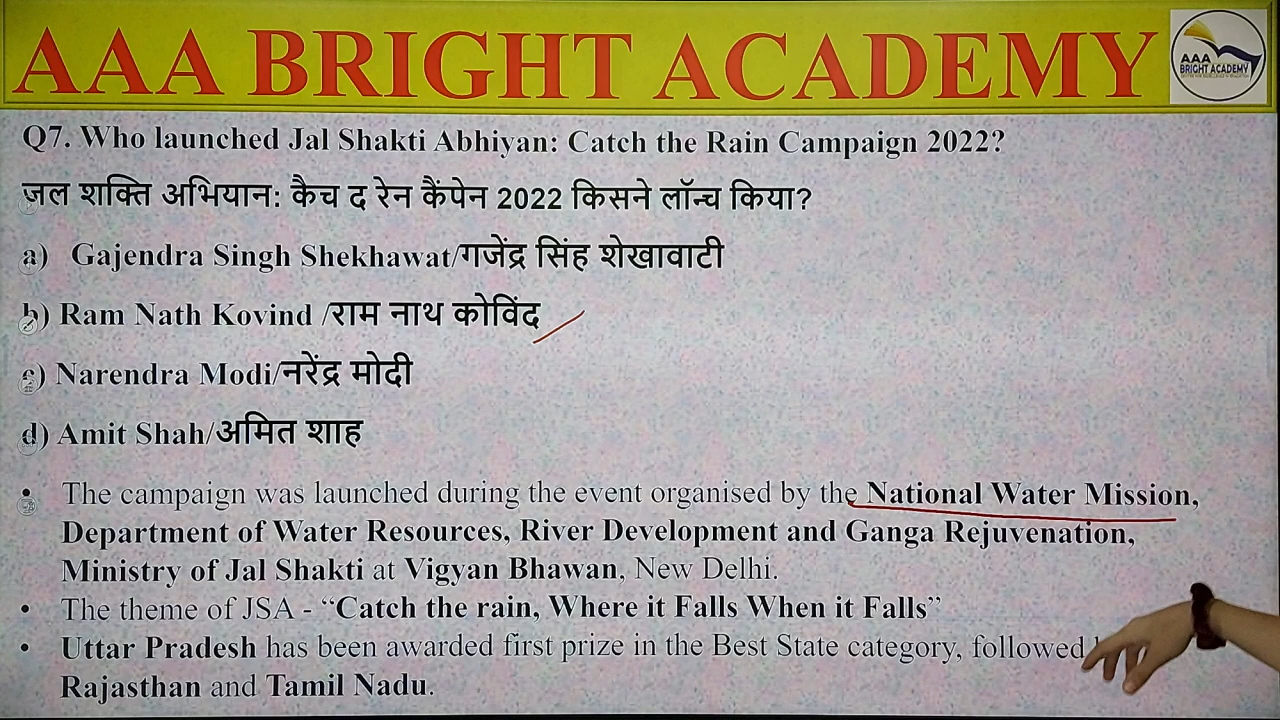 AAA BRIGHT ACADEMY
AAA
BRIGHT ACADEMY
Q7. Who launched Jal Shakti Abhiyan: Catch the Rain Campaign 2022?
जल शक्ति अभियान: कैच द रेन कैंपेन 2022 किसने लॉन्च किया?
a) Gajendra Singh Shekhawat/गजेंद्र सिंह शेखावाटी
b) Ram Nath Kovind /राम नाथ कोविंद
c) Narendra Modi/नरेंद्र मोदी
d) Amit Shah/अमित शाह
• The campaign was launched during the event organised by the National Water Mission,
Department of Water Resources, River Development and Ganga Rejuvenation,
Ministry of Jal Shakti at Vigyan Bhawan, New Delhi.
• The theme of JSA - “Catch the rain, Where it Falls When it Falls”
• Uttar Pradesh has been awarded first prize in the Best State category, followed
Rajasthan and Tamil Nadu.